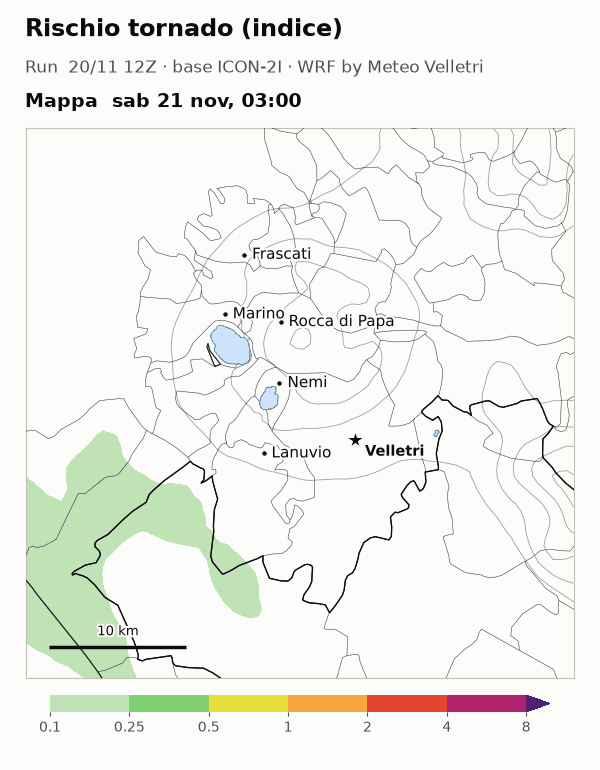 Rischio tornado (indice)
Run  20/11 12Z · base ICON-2I · WRF by Meteo Velletri
Mappa  sab 21 nov, 03:00
Frascati
Marino
Rocca di Papa
Nemi
Velletri
Lanuvio
10 km
0.1 0.25 0.5 1 2 4 8